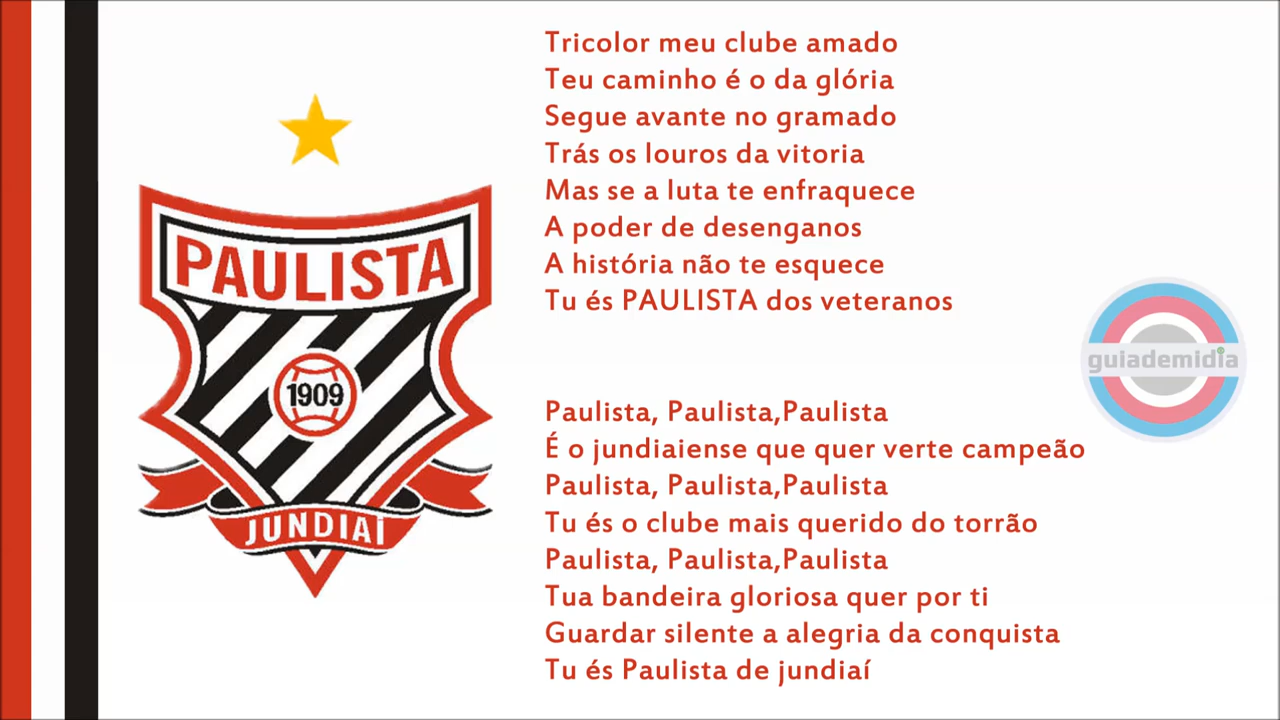 PAULISTA
1909
JUNDIAÍ
Tricolor meu clube amado
Teu caminho é o da glória
Segue avante no gramado
Trás os louros da vitoria
Mas se a luta te enfraquece
A poder de desenganos
A história não te esquece
Tu és PAULISTA dos veteranos
Paulista, Paulista,Paulista
É o jundiaiense que quer verte campeão
Paulista, Paulista,Paulista
Tu és o clube mais querido do torrão
Paulista, Paulista,Paulista
Tua bandeira gloriosa quer por ti
Guardar silente a alegria da conquista
Tu és Paulista de jundiaí
guiademidia